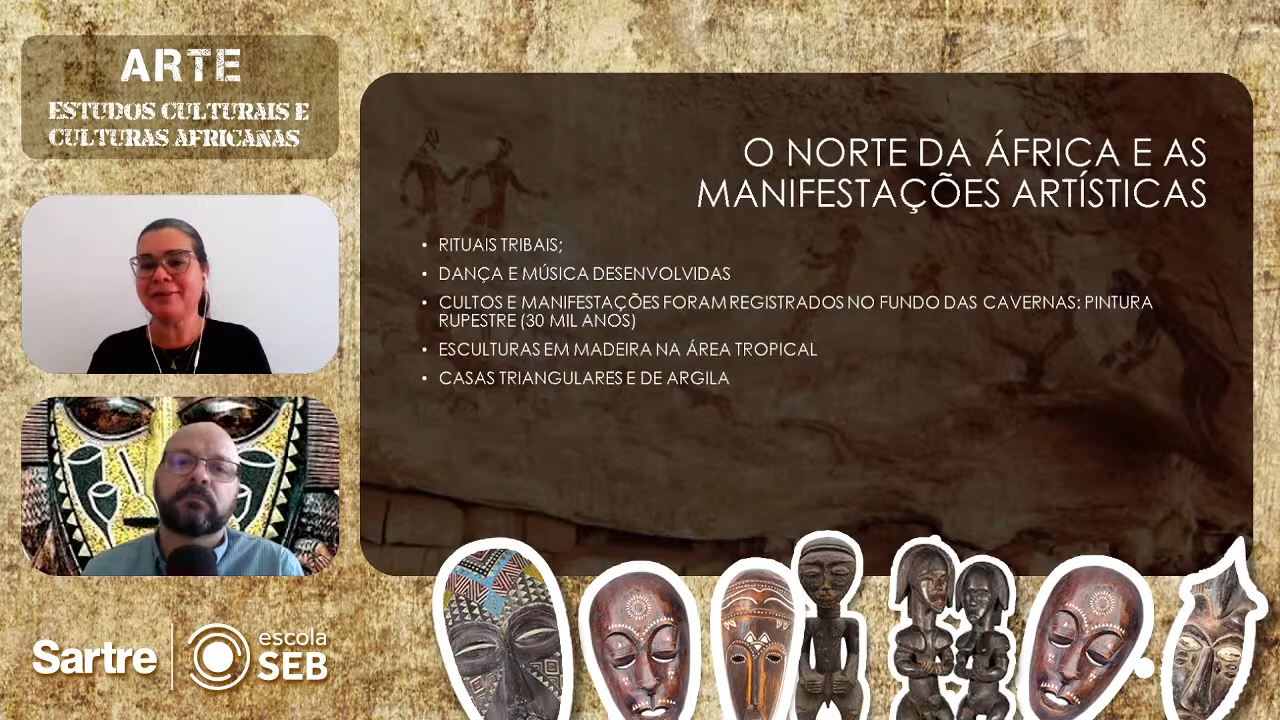 ARTE
ESTUDOS CULTURAIS E
CULTURAS AFRICANAS
O NORTE DA ÁFRICA E AS
MANIFESTAÇÕES ARTÍSTICAS
• RITUAIS TRIBAIS;
• DANÇA E MÚSICA DESENVOLVIDAS
• CULTOS E MANIFESTAÇÕES FORAM REGISTRADOS NO FUNDO DAS CAVERNAS: PINTURA
RUPESTRE (30 MIL ANOS)
• ESCULTURAS EM MADEIRA NA ÁREA TROPICAL
• CASAS TRIANGULARES E DE ARGILA
Sartre
escola
SEB